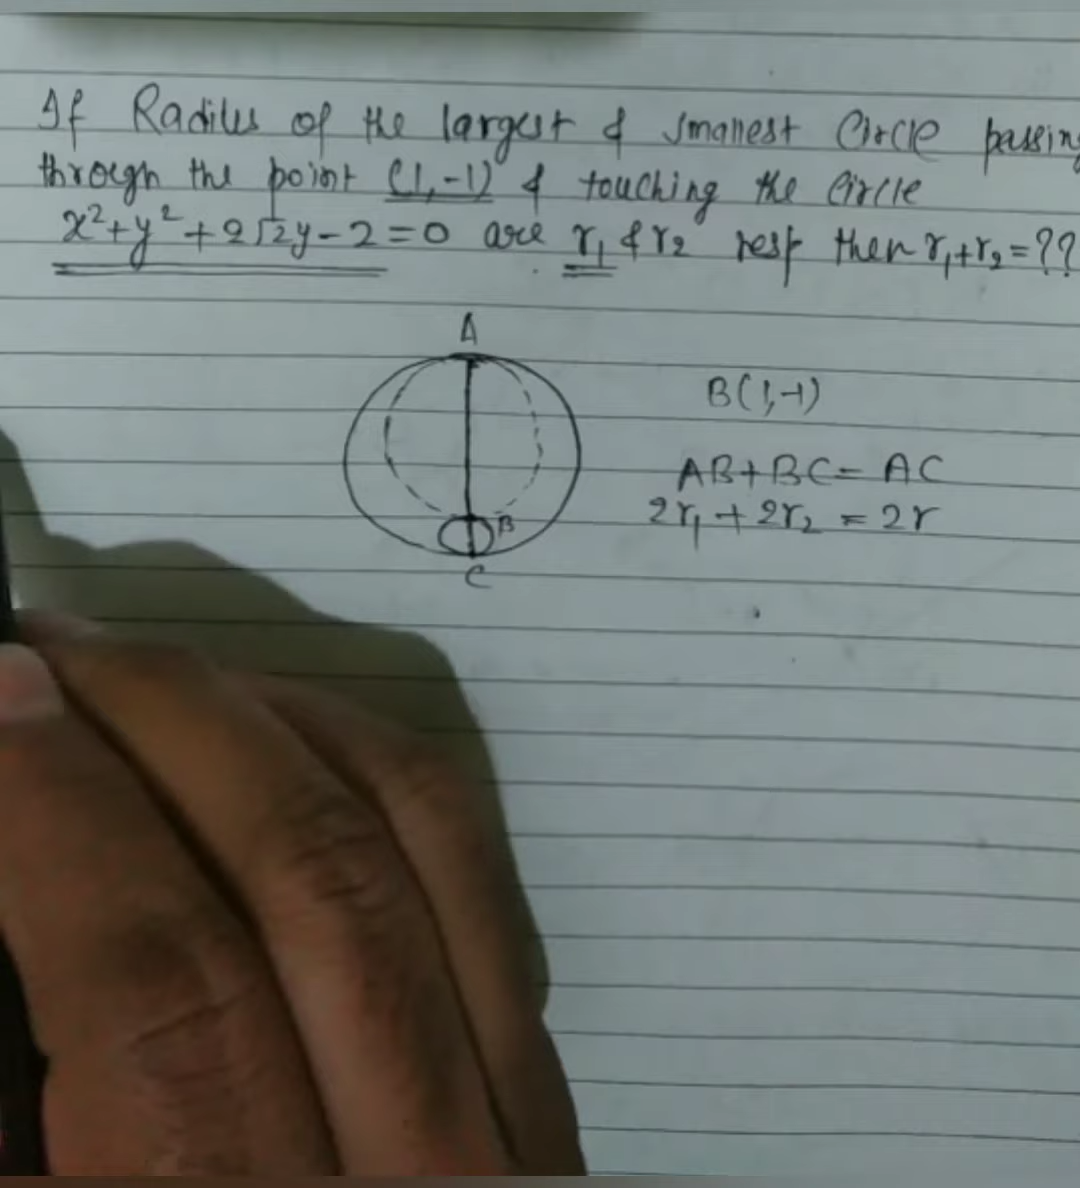 If Radius of the largest & smallest Circle passing
through the point (1,-1) & touching the Circle
x²+y²+2√2y-2=0 are r₁ & r₂ resp then r₁+r₂=??
A
B(1,-1)
AB+BC=AC
2r₁+2r₂=2r
B
C